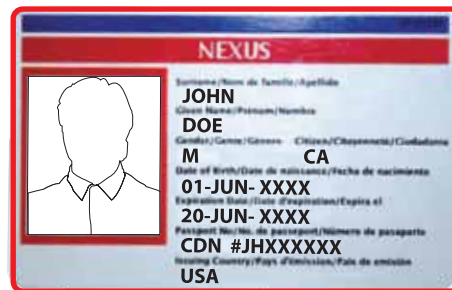 NEXUS
Surname/Nom de famille/Apellido
JOHN
Given Name/Prénom/Nombre
DOE
Gender/Genre/Género Citizen/Citoyenneté/Ciudadanía
M CA
Date of Birth/Date de naissance/Fecha de nacimiento
01-JUN- XXXX
Expiration Date/Date d'expiration/Expira el
20-JUN- XXXX
Passport No/No. de passeport/Número de pasaporte
CDN #JHXXXXXX
Issuing Country/Pays d'émission/País de emisión
USA